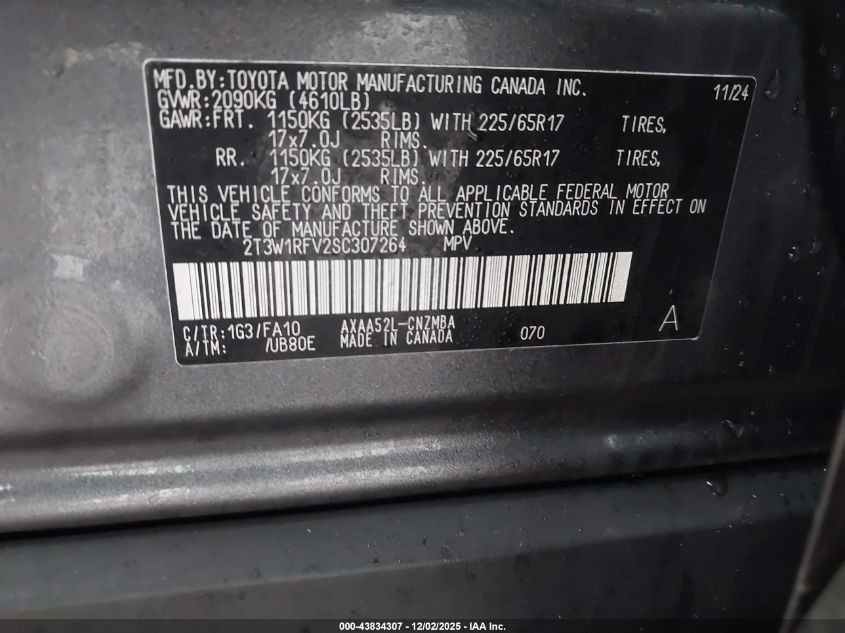 MFD.BY:TOYOTA MOTOR MANUFACTURING CANADA INC. 11/24
GVWR:2090KG (4610LB)
GAWR:FRT. 1150KG (2535LB) WITH 225/65R17 TIRES,
17x7.0J RIMS.
RR. 1150KG (2535LB) WITH 225/65R17 TIRES,
17x7.0J RIMS.
THIS VEHICLE CONFORMS TO ALL APPLICABLE FEDERAL MOTOR
VEHICLE SAFETY AND THEFT PREVENTION STANDARDS IN EFFECT ON
THE DATE OF MANUFACTURE SHOWN ABOVE.
2T3W1RFV2SC307264 MPV
C/TR:1G3/FA10 AXAA52L-CNZMBA 070 A
A/TM: /UB80E MADE IN CANADA
000-43834307 - 12/02/2025 - IAA Inc.